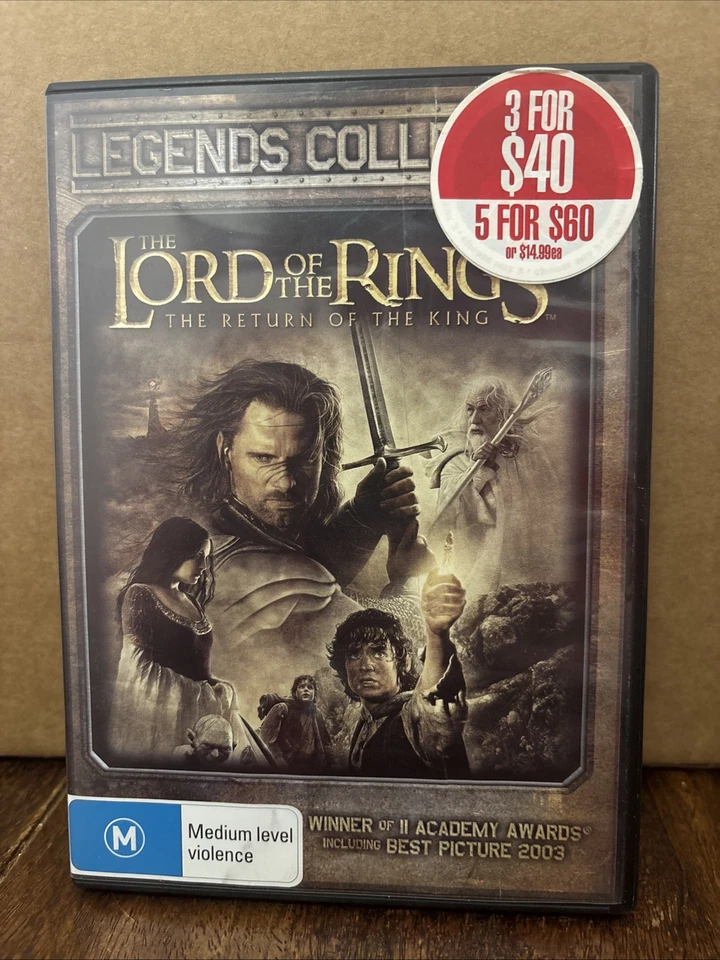 LEGENDS COLL
3 FOR
$40
5 FOR $60
or $14.99ea
THE
LORD OF
THE RINGS
THE RETURN OF THE KING
TM
M
Medium level
violence
WINNER OF 11 ACADEMY AWARDS®
INCLUDING BEST PICTURE 2003